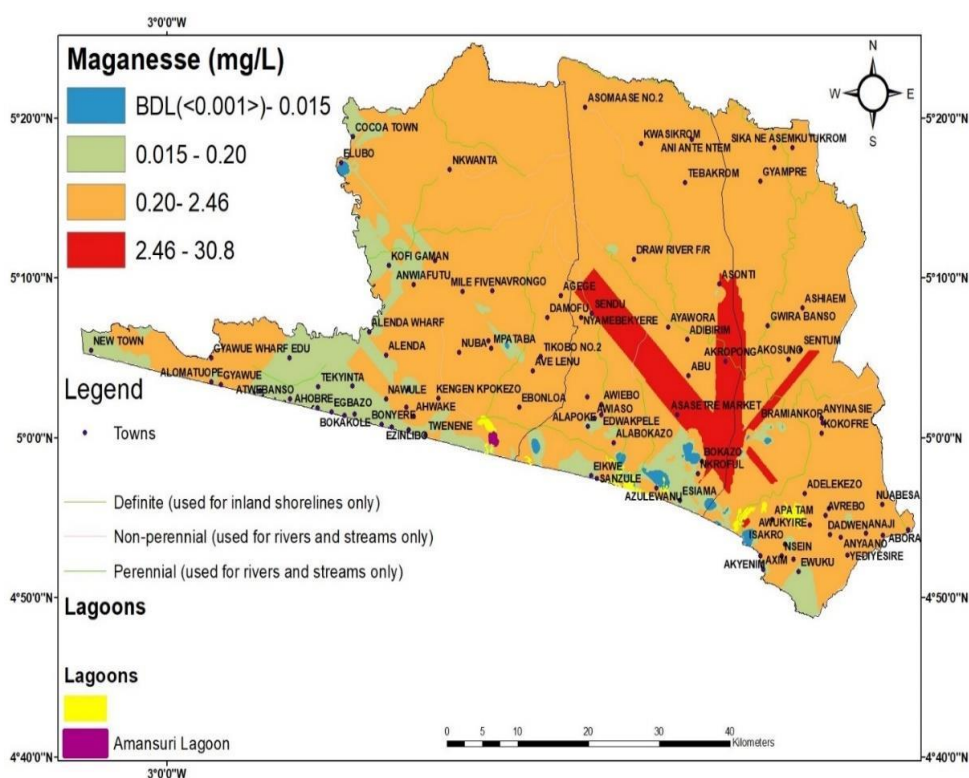 3°0'0"W
Maganesse (mg/L)
BDL(<0.001>)- 0.015
0.015 - 0.20
0.20- 2.46
2.46 - 30.8
N
W
E
S
5°20'0"N
5°20'0"N
ASOMAASE NO.2
COCOA TOWN
KWASIKROM
SIKA NE ASEMKUTUKROM
ANI ANTE NTEM
ELUBO
NKWANTA
TEBAKROM
GYAMPRE
DRAW RIVER F/R
KOFI GAMAN
5°10'0"N
5°10'0"N
ANWIAFUTU
ASONTI
MILE FIVE
NAVRONGO
AGEGE
SENDU
ASHIAEM
DAMOFU
NYAMEBEKYERE
AYAWORA
GWIRA BANSO
ALENDA WHARF
ADIBIRIM
NEW TOWN
GYAWUE WHARF
EDU
ALENDA
NUBA
MPATABA
TIKOBO NO.2
AKROPONG
AKOSUNO
SENTUM
AVE LENU
ABU
ALOMATUOPE
GYAWUE
Legend
ATWEBANSO
TEKYINTA
AHOBRE
EGBAZO
NAWULE
KENGEN
KPOKEZO
EBONLOA
AWIEBO
ASASETRE MARKET
ANYINASIE
Towns
BOKAKOLE
BONYERE
AHWAKE
TWENENE
ALAPOKE
AWIASO
EDWAKPELE
BRAMIANKOR
KOKOFRE
5°0'0"N
5°0'0"N
EZINLIBO
ALABOKAZO
BOKAZO
EIKWE
NKROFUL
SANZULE
ADELEKEZO
AZULEWANU
ESIAMA
NUABESA
Definite (used for inland shorelines only)
APA TAM
AVREBO
AWUKYIRE
DADWEN
ANAJI
Non-perennial (used for rivers and streams only)
ISAKRO
ANYAANO
ABORA
NSEIN
YEDIYESIRE
AKYENIM
AXIM
EWUKU
Perennial (used for rivers and streams only)
4°50'0"N
4°50'0"N
Lagoons
Lagoons
Amansuri Lagoon
0
5
10
20
30
40
Kilometers
4°40'0"N
4°40'0"N
3°0'0"W